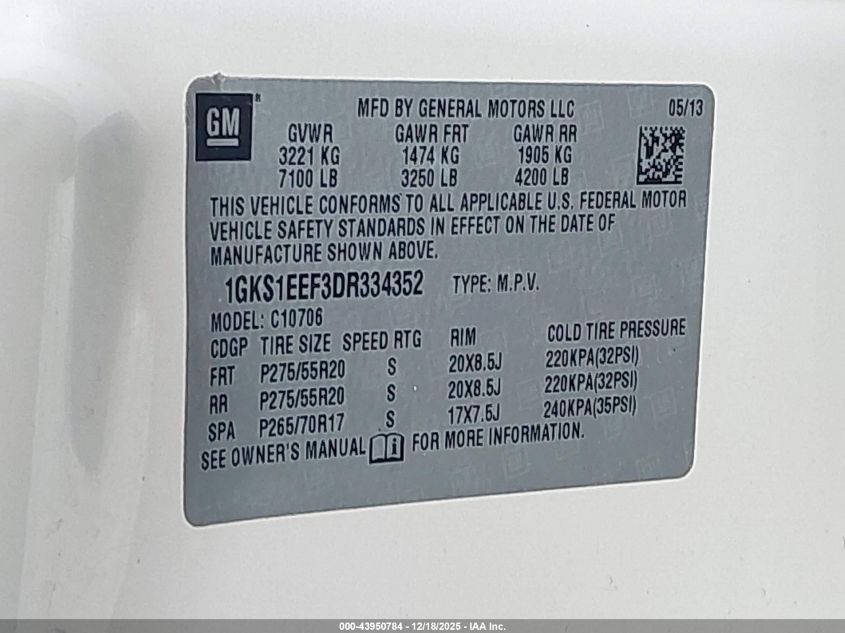 GM
MFD BY GENERAL MOTORS LLC 05/13
GVWR GAWR FRT GAWR RR
3221 KG 1474 KG 1905 KG
7100 LB 3250 LB 4200 LB
THIS VEHICLE CONFORMS TO ALL APPLICABLE U.S. FEDERAL MOTOR
VEHICLE SAFETY STANDARDS IN EFFECT ON THE DATE OF
MANUFACTURE SHOWN ABOVE.
1GKS1EEF3DR334352 TYPE: M.P.V.
MODEL: C10706
CDGP TIRE SIZE SPEED RTG RIM COLD TIRE PRESSURE
FRT P275/55R20 S 20X8.5J 220KPA(32PSI)
RR P275/55R20 S 20X8.5J 220KPA(32PSI)
SPA P265/70R17 S 17X7.5J 240KPA(35PSI)
SEE OWNER'S MANUAL FOR MORE INFORMATION.
000-43950784 - 12/18/2025 - IAA Inc.